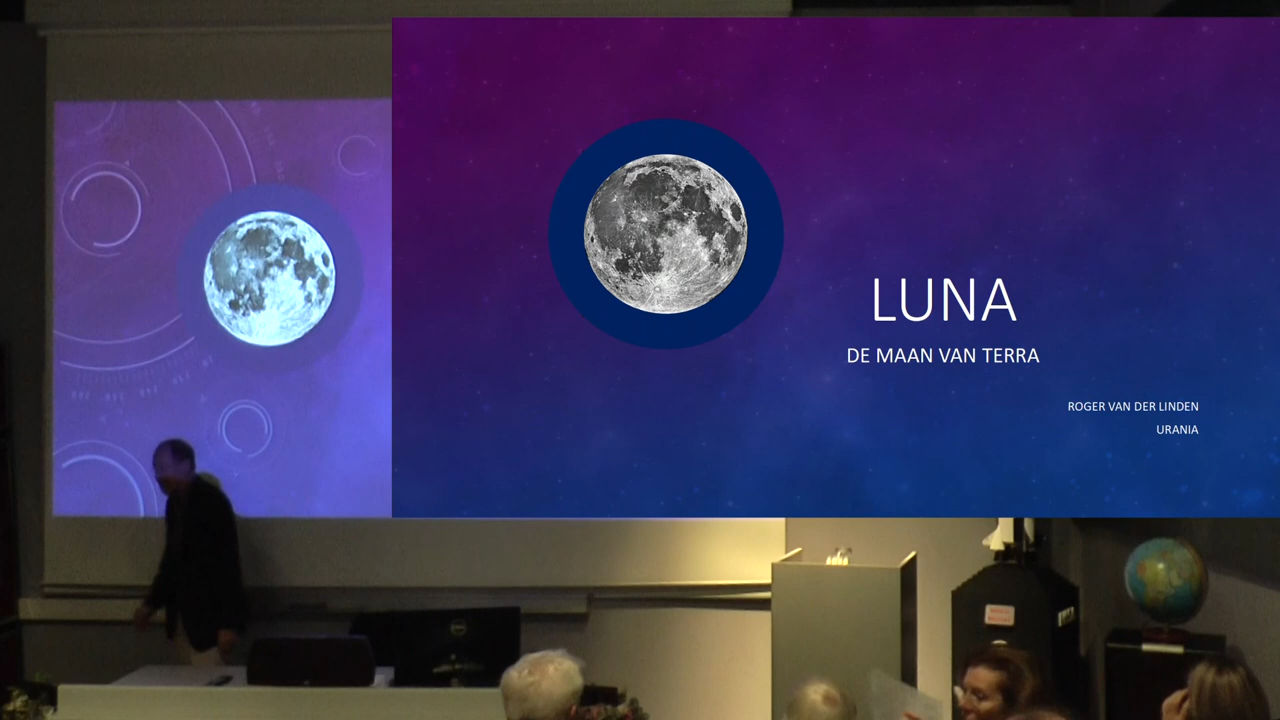 LUNA
DE MAAN VAN TERRA
ROGER VAN DER LINDEN
URANIA